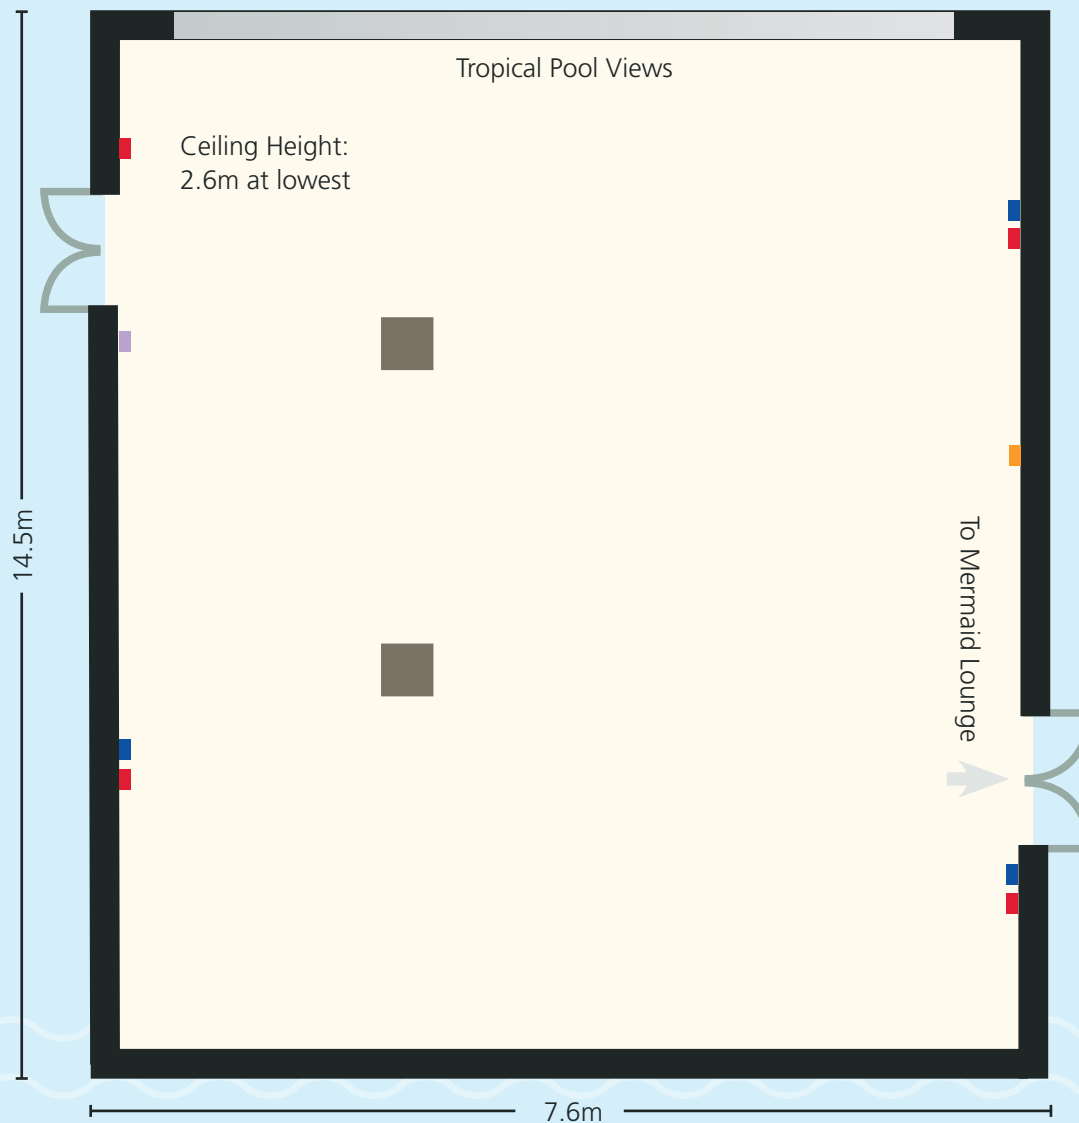 Tropical Pool Views
Ceiling Height:
2.6m at lowest
14.5m
To Mermaid Lounge
7.6m